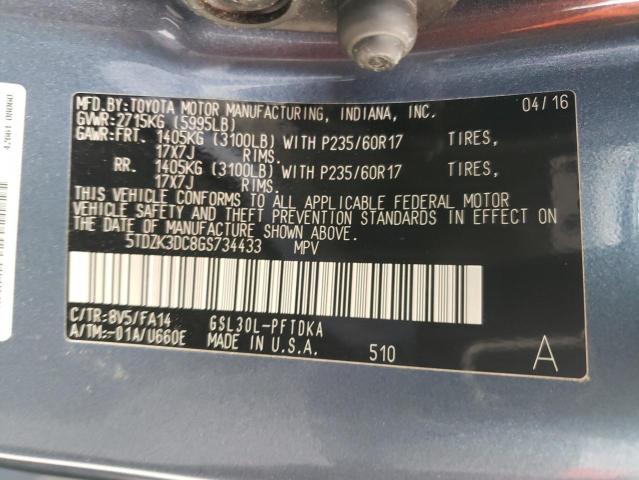 MFD.BY:TOYOTA MOTOR MANUFACTURING, INDIANA, INC. 04/16
GVWR:2715KG (5995LB)
GAWR:FRT. 1405KG (3100LB) WITH P235/60R17 TIRES,
17X7J RIMS.
RR. 1405KG (3100LB) WITH P235/60R17 TIRES,
17X7J RIMS.
THIS VEHICLE CONFORMS TO ALL APPLICABLE FEDERAL MOTOR
VEHICLE SAFETY AND THEFT PREVENTION STANDARDS IN EFFECT ON
THE DATE OF MANUFACTURE SHOWN ABOVE.
5TDZK3DC8GS734433 MPV
C/TR:8V5/FA14 GSL30L-PFTDKA
A/TM:-01A/U660E MADE IN U.S.A. 510 A